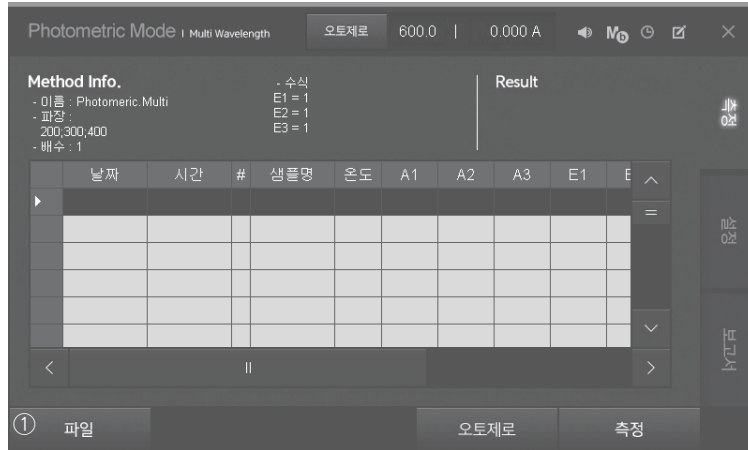 Photometric Mode | Multi Wavelength 오토제로 600.0 | 0.000 A
Method Info.
- 이름 : Photomeric.Multi
- 파장 :
200;300;400
- 배수 : 1
- 수식
E1 = 1
E2 = 1
E3 = 1
Result
측정
설정
보고서
날짜 시간 # 샘플명 온도 A1 A2 A3 E1
① 파일 오토제로 측정